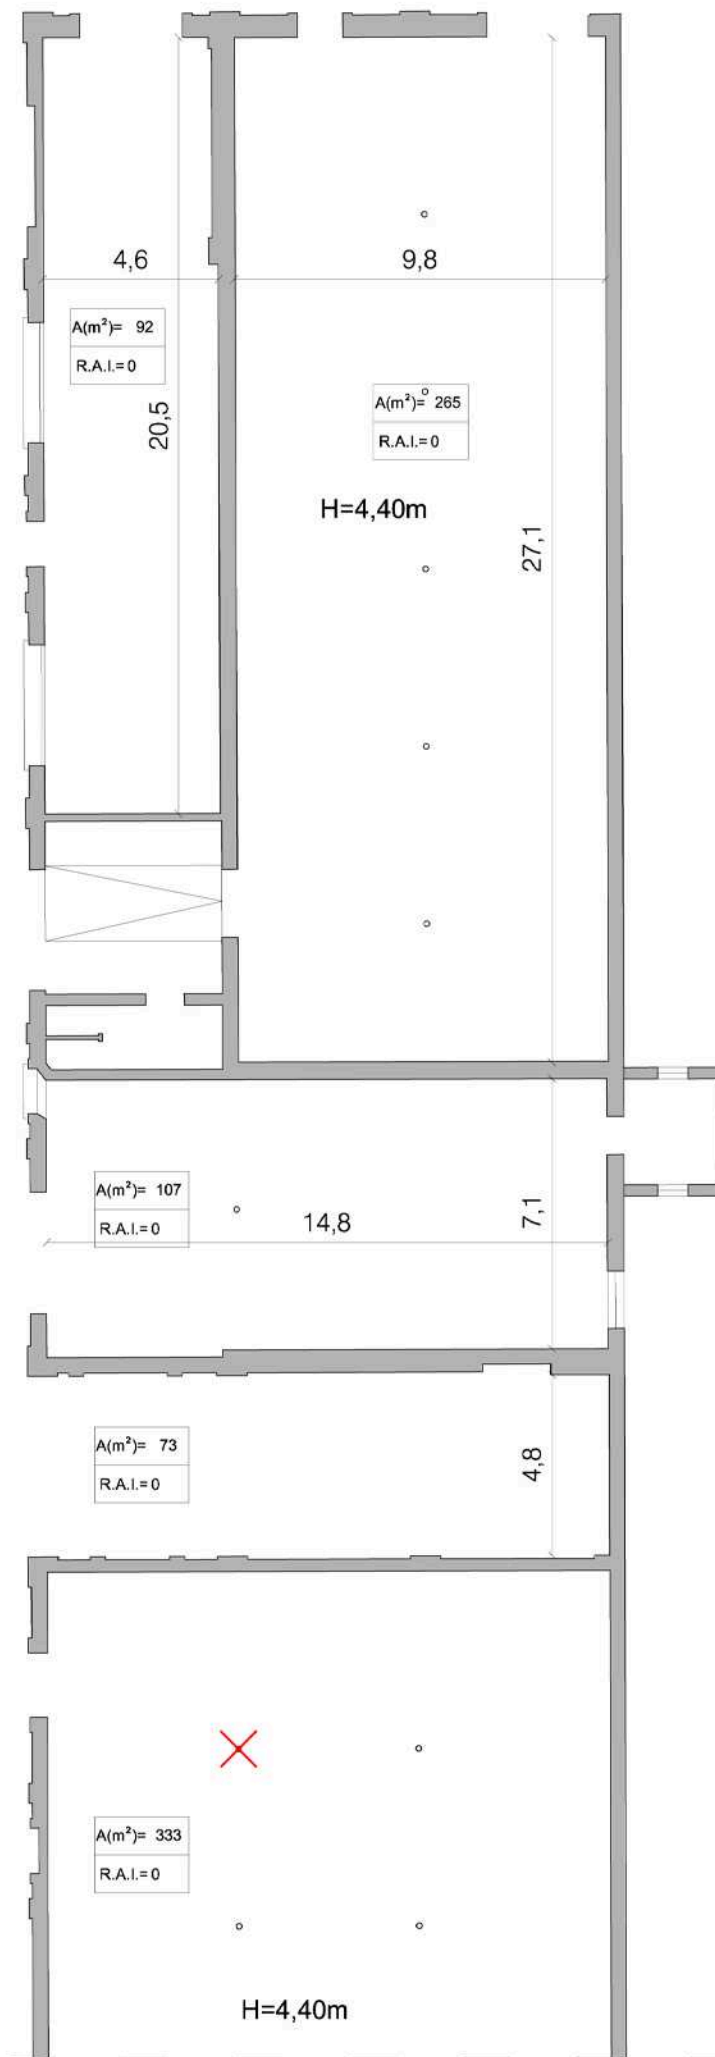 4,6
9,8
A(m²)= 92
R.A.I.= 0
20,5
A(m²)= 265
R.A.I.= 0
H=4,40m
27,1
A(m²)= 107
R.A.I.= 0
14,8
7,1
A(m²)= 73
R.A.I.= 0
4,8
A(m²)= 333
R.A.I.= 0
H=4,40m